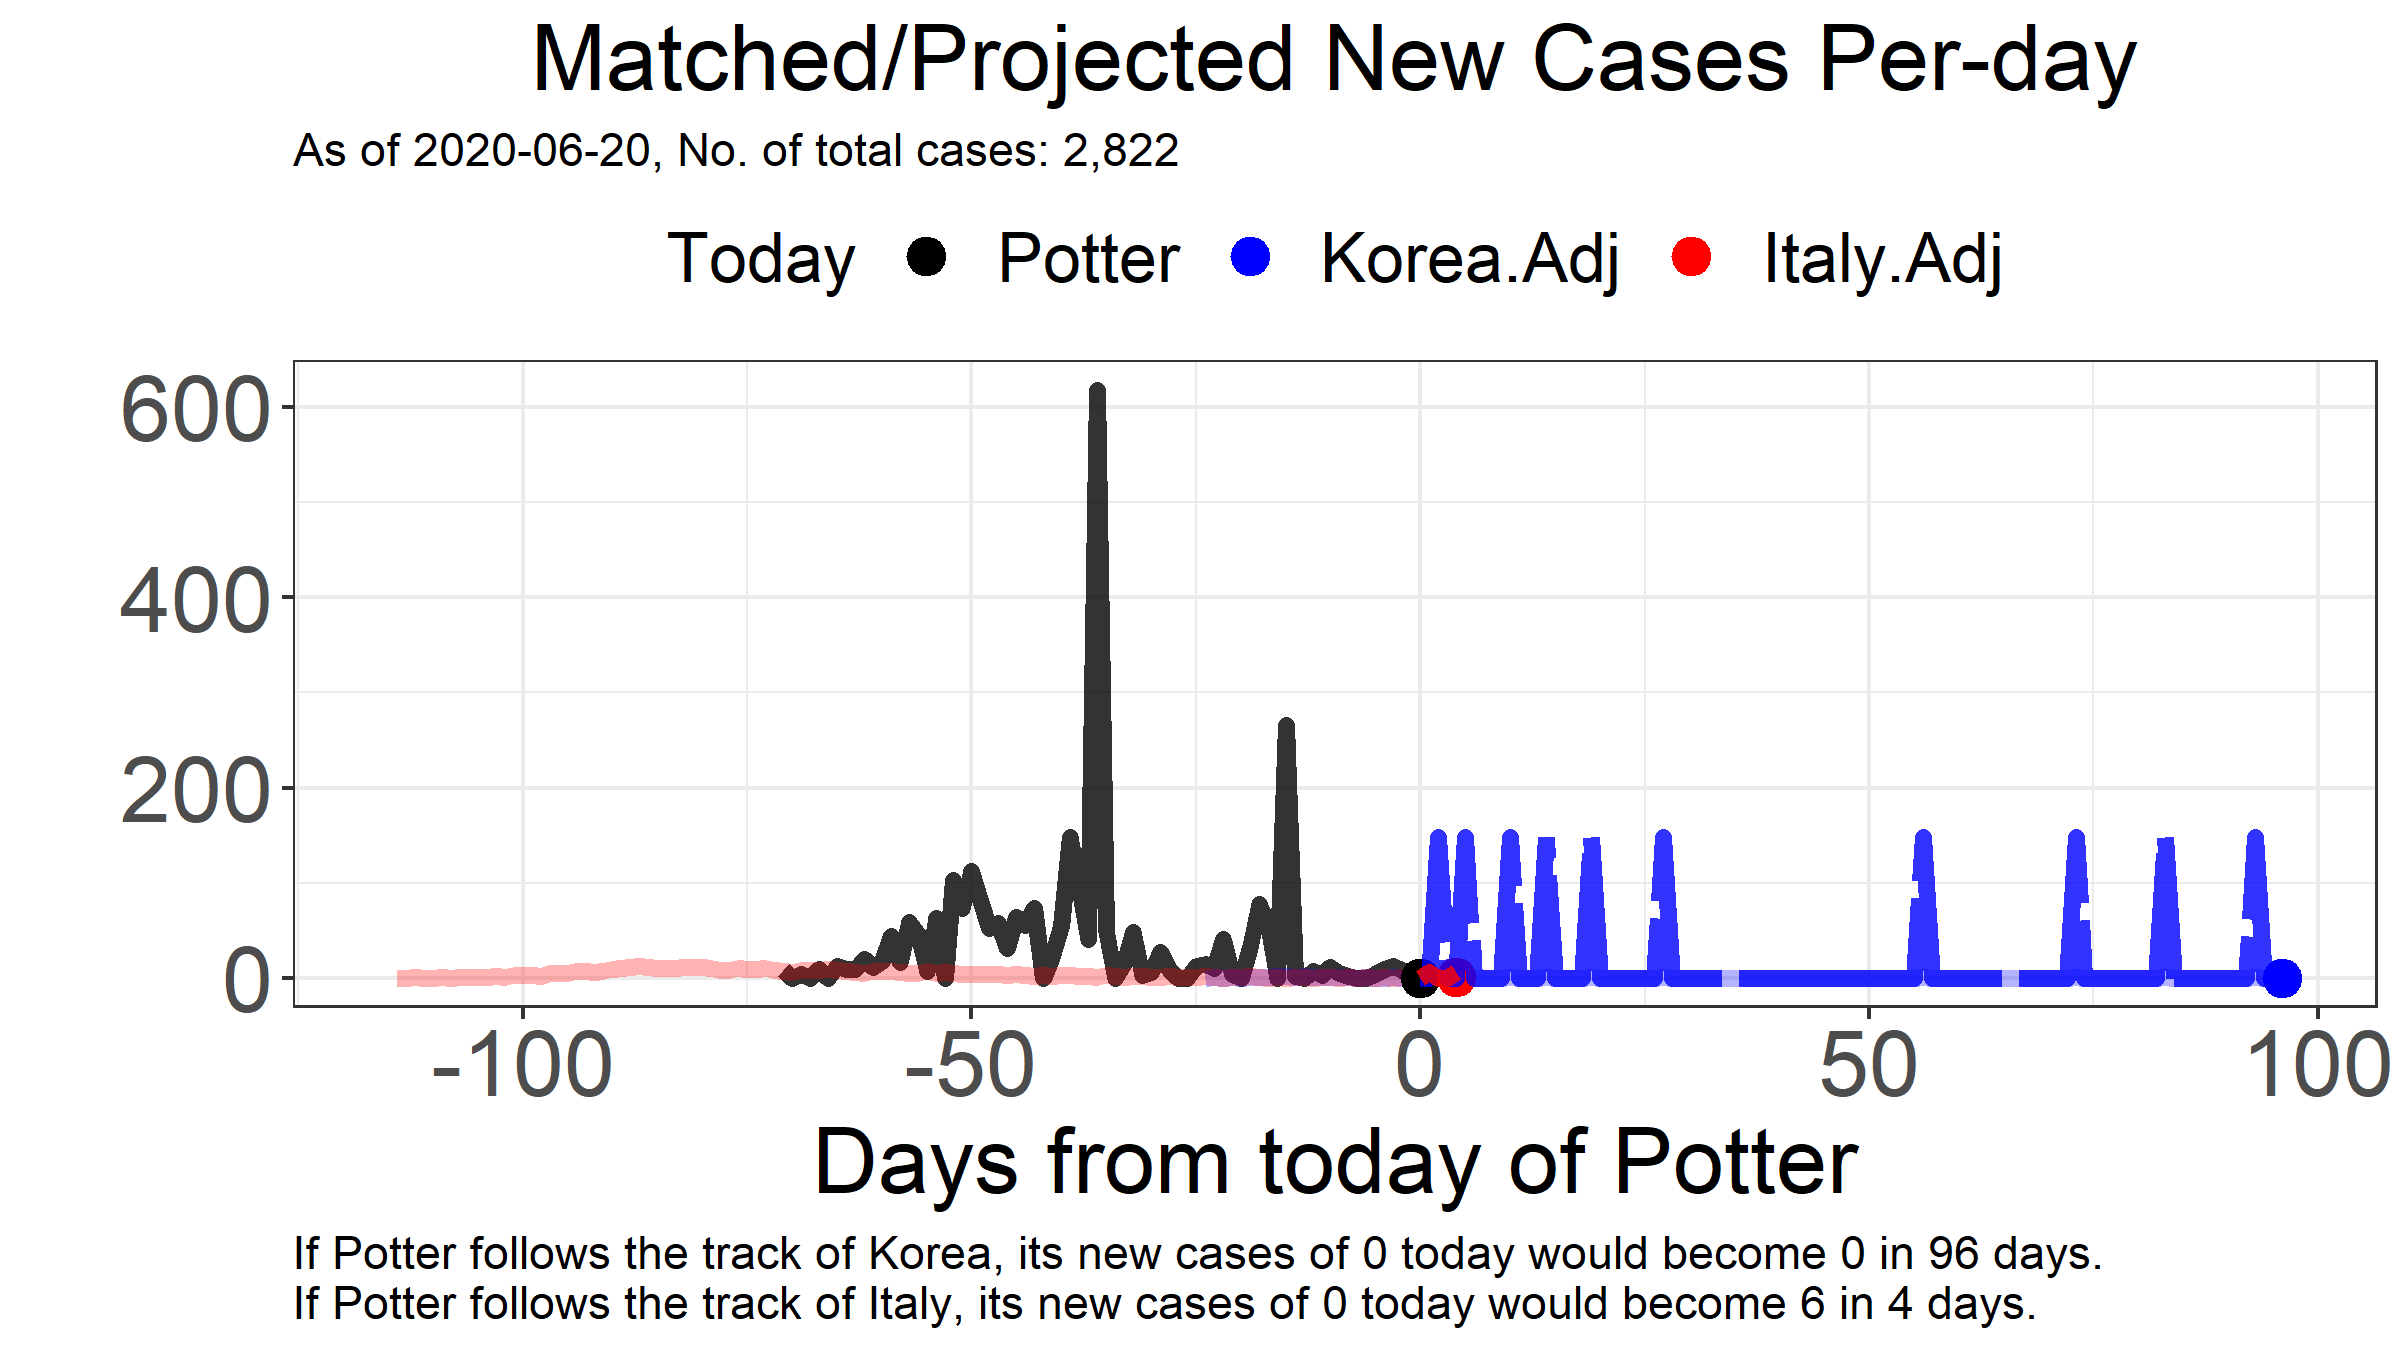 Matched/Projected New Cases Per-day
As of 2020-06-20, No. of total cases: 2,822
Today Potter Korea.Adj Italy.Adj
600
400
200
0
-100 -50 0 50 100
Days from today of Potter
If Potter follows the track of Korea, its new cases of 0 today would become 0 in 96 days.
If Potter follows the track of Italy, its new cases of 0 today would become 6 in 4 days.